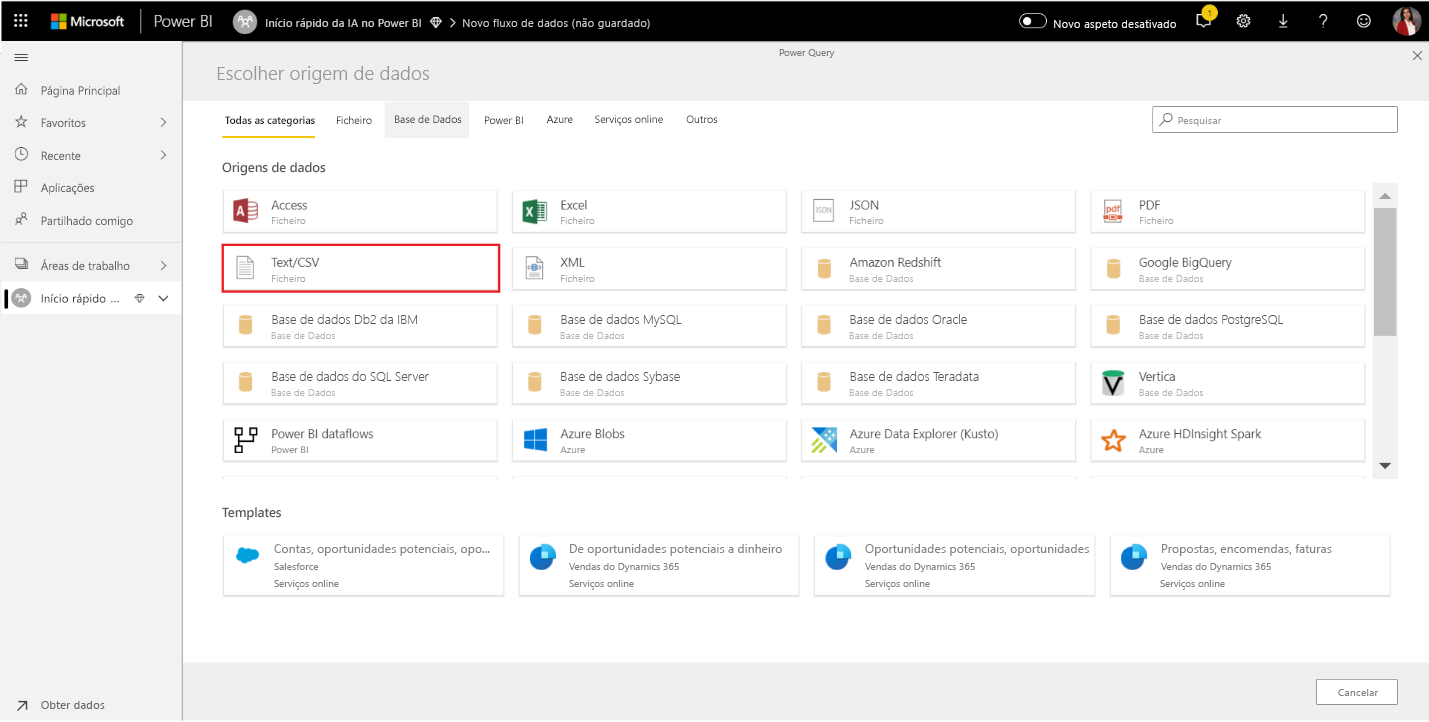 Microsoft
Power BI
Início rápido da IA no Power BI
Novo fluxo de dados (não guardado)
Novo aspeto desativado
1
?
Página Principal
Favoritos
Recente
Aplicações
Partilhado comigo
Áreas de trabalho
Início rápido ...
Obter dados
Power Query
Escolher origem de dados
Todas as categorias
Ficheiro
Base de Dados
Power BI
Azure
Serviços online
Outros
Pesquisar
Origens de dados
Access
Ficheiro
Excel
Ficheiro
JSON
JSON
Ficheiro
pdf
PDF
Ficheiro
Text/CSV
Ficheiro
XML
Ficheiro
Amazon Redshift
Base de Dados
Google BigQuery
Base de Dados
Base de dados Db2 da IBM
Base de Dados
Base de dados MySQL
Base de Dados
Base de dados Oracle
Base de Dados
Base de dados PostgreSQL
Base de Dados
Base de dados do SQL Server
Base de Dados
Base de dados Sybase
Base de Dados
Base de dados Teradata
Base de Dados
Vertica
Base de Dados
Power BI dataflows
Power BI
Azure Blobs
Azure
Azure Data Explorer (Kusto)
Azure
Azure HDInsight Spark
Azure
Templates
Contas, oportunidades potenciais, opo...
Salesforce
Serviços online
De oportunidades potenciais a dinheiro
Vendas do Dynamics 365
Serviços online
Oportunidades potenciais, oportunidades
Vendas do Dynamics 365
Serviços online
Propostas, encomendas, faturas
Vendas do Dynamics 365
Serviços online
Cancelar